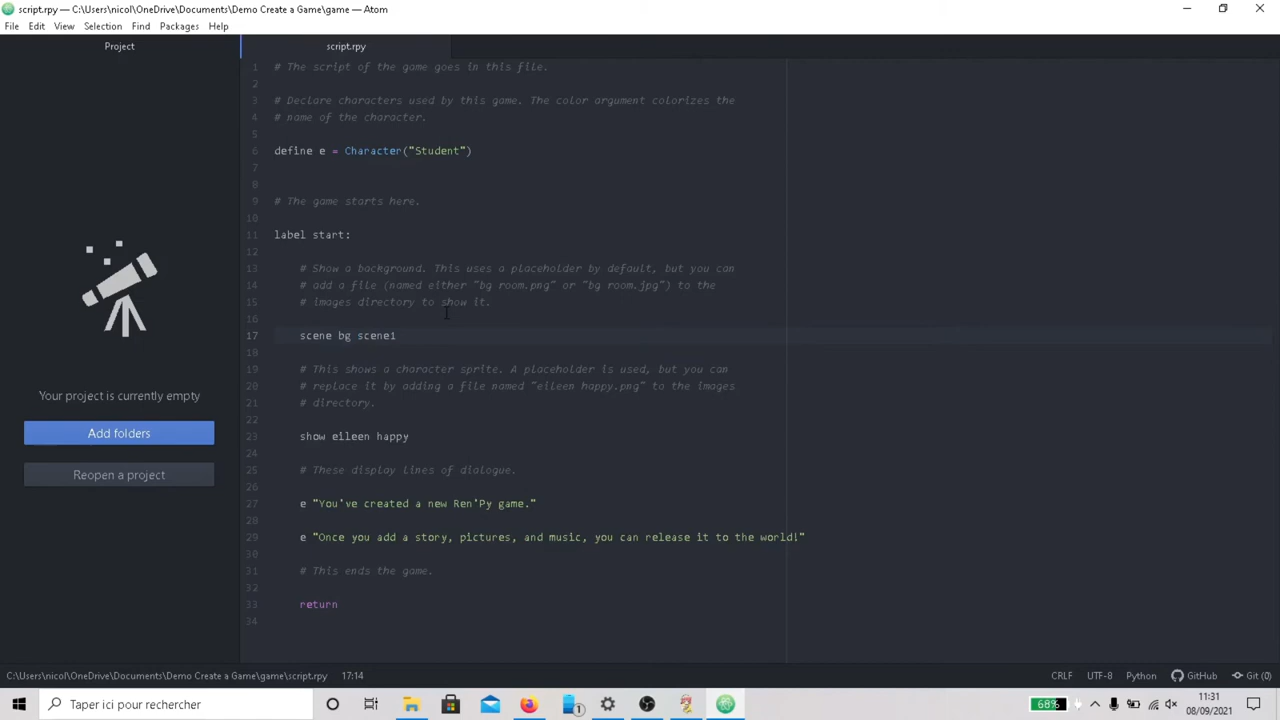 script.rpy — C:\Users\nicol\OneDrive\Documents\Demo Create a Game\game — Atom
File Edit View Selection Find Packages Help
Project
script.rpy
1 # The script of the game goes in this file.
2
3 # Declare characters used by this game. The color argument colorizes the
4 # name of the character.
5
6 define e = Character("Student")
7
8
9 # The game starts here.
10
11 label start:
12
13 # Show a background. This uses a placeholder by default, but you can
14 # add a file (named either "bg room.png" or "bg room.jpg") to the
15 # images directory to show it.
16
17 scene bg scene1
18
19 # This shows a character sprite. A placeholder is used, but you can
20 # replace it by adding a file named "eileen happy.png" to the images
21 # directory.
22
23 show eileen happy
24
25 # These display lines of dialogue.
26
27 e "You've created a new Ren'Py game."
28
29 e "Once you add a story, pictures, and music, you can release it to the world!"
30
31 # This ends the game.
32
33 return
34
Your project is currently empty
Add folders
Reopen a project
C:\Users\nicol\OneDrive\Documents\Demo Create a Game\game\script.rpy 17:14 CRLF UTF-8 Python GitHub Git (0)
Taper ici pour rechercher
1
68%
11:31
08/09/2021